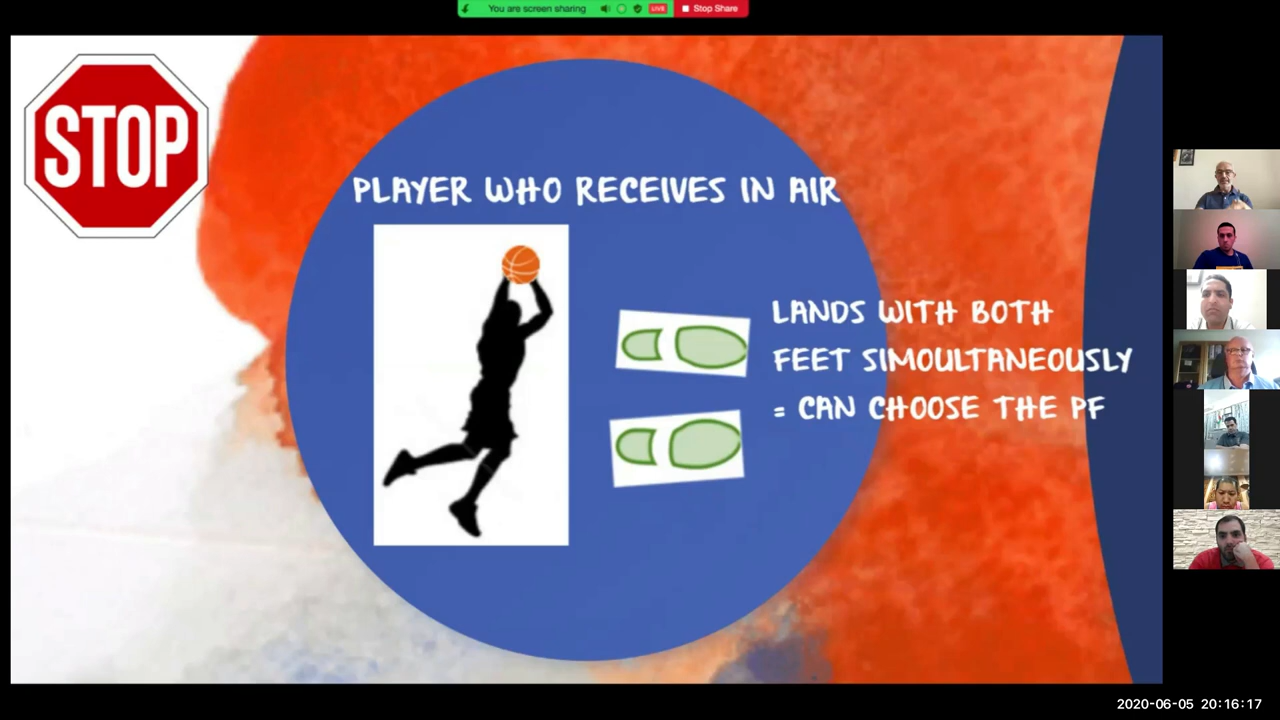 You are screen sharing
LIVE
Stop Share
STOP
PLAYER WHO RECEIVES IN AIR
LANDS WITH BOTH
FEET SIMOULTANEOUSLY
= CAN CHOOSE THE PF
2020-06-05 20:16:17